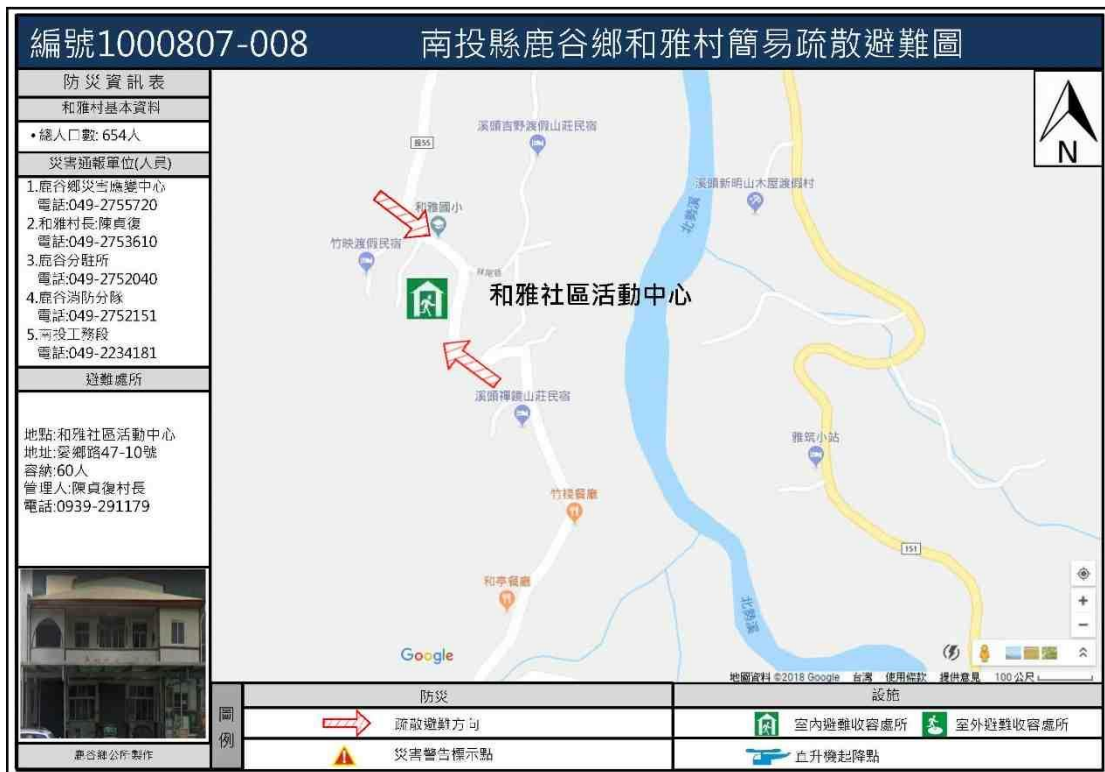 編號1000807-008
南投縣鹿谷鄉和雅村簡易疏散避難圖
防災資訊表
和雅村基本資料
•總人口數:654人
災害通報單位(人員)
1.鹿谷鄉災害應變中心
電話:049-2755720
2.和雅村長:陳貞復
電話:049-2753610
3.鹿谷分駐所
電話:049-2752040
4.鹿谷消防分隊
電話:049-2752151
5.南投工務段
電話:049-2234181
避難處所
地點:和雅社區活動中心
地址:愛鄉路47-10號
容納:60人
管理人:陳貞復村長
電話:0939-291179
鹿谷鄉公所製作
N
溪頭吉野渡假山莊民宿
投55
溪頭新明山木屋渡假村
和雅國小
竹映渡假民宿
北勢溪
和雅社區活動中心
溪頭禪鏡山莊民宿
雅筑小站
竹棧餐廳
151
和亭餐廳
北勢溪
Google
地圖資料 ©2018 Google 台灣 使用條款 提供意見 100 公尺
圖例
防災
設施
疏散避難方向
室內避難收容處所
室外避難收容處所
災害警告標示點
直升機起降點